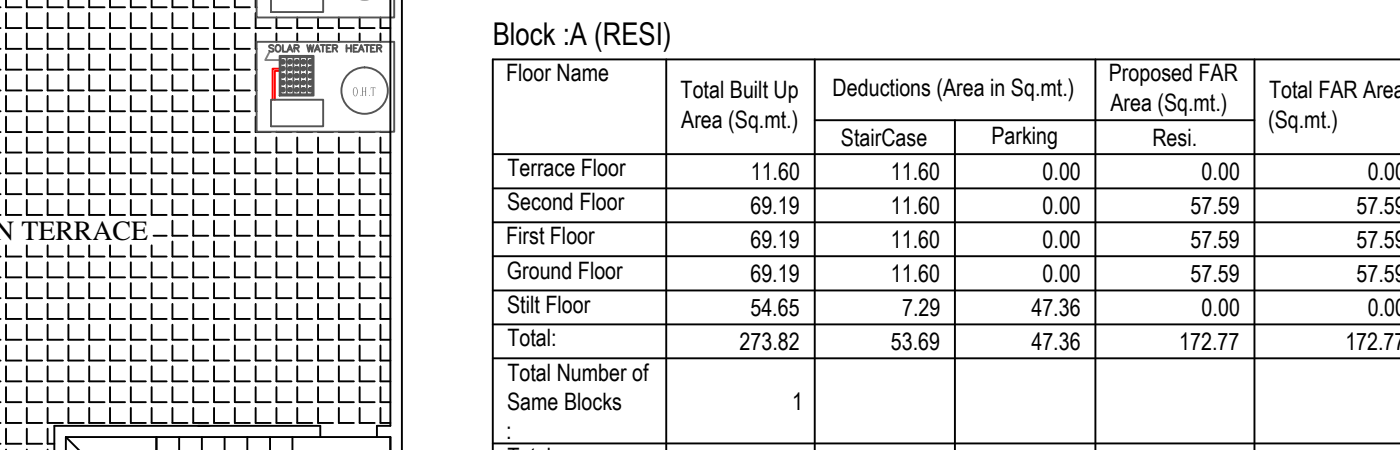 SOLAR WATER HEATER
O.H.T
N TERRACE
Block :A (RESI)
Floor Name
Total Built Up
Area (Sq.mt.)
Deductions (Area in Sq.mt.)
Proposed FAR
Area (Sq.mt.)
Total FAR Area
(Sq.mt.)
StairCase Parking Resi.
Terrace Floor 11.60 11.60 0.00 0.00 0.00
Second Floor 69.19 11.60 0.00 57.59 57.59
First Floor 69.19 11.60 0.00 57.59 57.59
Ground Floor 69.19 11.60 0.00 57.59 57.59
Stilt Floor 54.65 7.29 47.36 0.00 0.00
Total: 273.82 53.69 47.36 172.77 172.77
Total Number of
Same Blocks 1
: